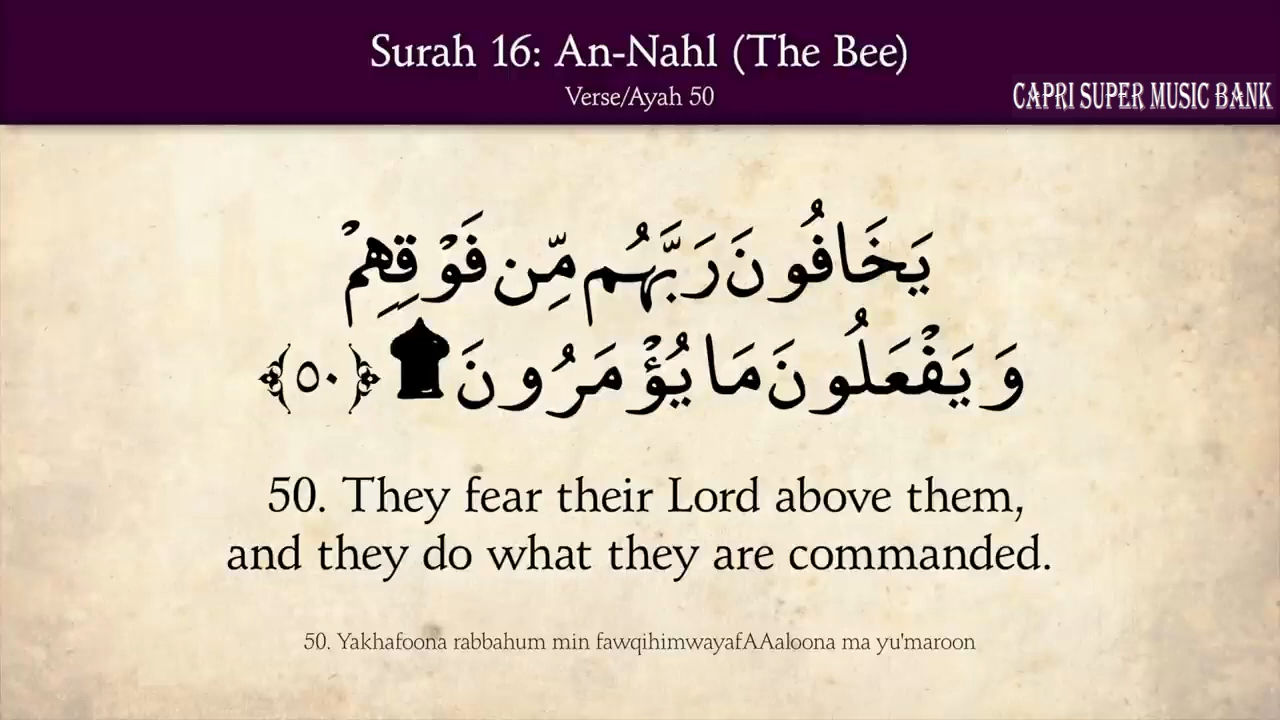 Surah 16: An-Nahl (The Bee)
Verse/Ayah 50
CAPRI SUPER MUSIC BANK
يَخَافُونَ رَبَّهُم مِّن فَوْقِهِمْ
وَيَفْعَلُونَ مَا يُؤْمَرُونَ ۩ ﴿٥٠﴾
50. They fear their Lord above them,
and they do what they are commanded.
50. Yakhafoona rabbahum min fawqihimwayafAAaloona ma yu'maroon